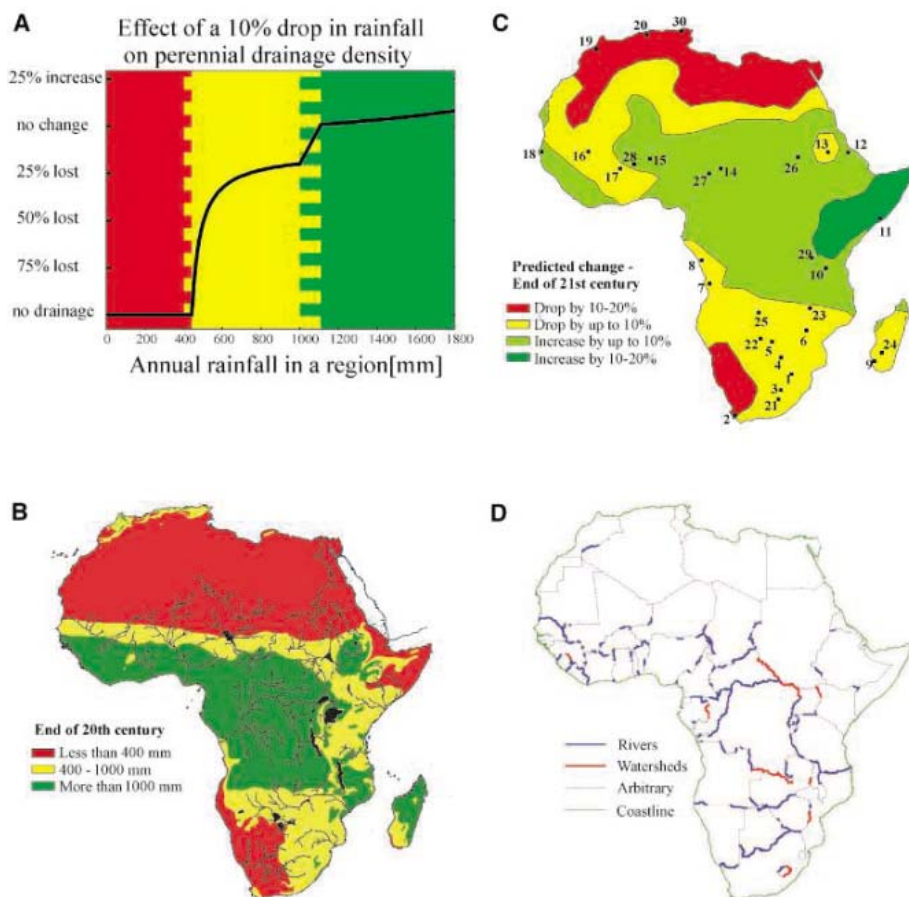 A
Effect of a 10% drop in rainfall
on perennial drainage density
25% increase
no change
25% lost
50% lost
75% lost
no drainage
0 200 400 600 800 1000 1200 1400 1600 1800
Annual rainfall in a region[mm]
C
30
20
19
18
16
17
28
15
27
14
26
13
12
11
29
10
8
7
25
23
22
5
6
4
24
9
1
3
21
2
Predicted change -
End of 21st century
Drop by 10-20%
Drop by up to 10%
Increase by up to 10%
Increase by 10-20%
B
End of 20th century
Less than 400 mm
400 - 1000 mm
More than 1000 mm
D
Rivers
Watersheds
Arbitrary
Coastline